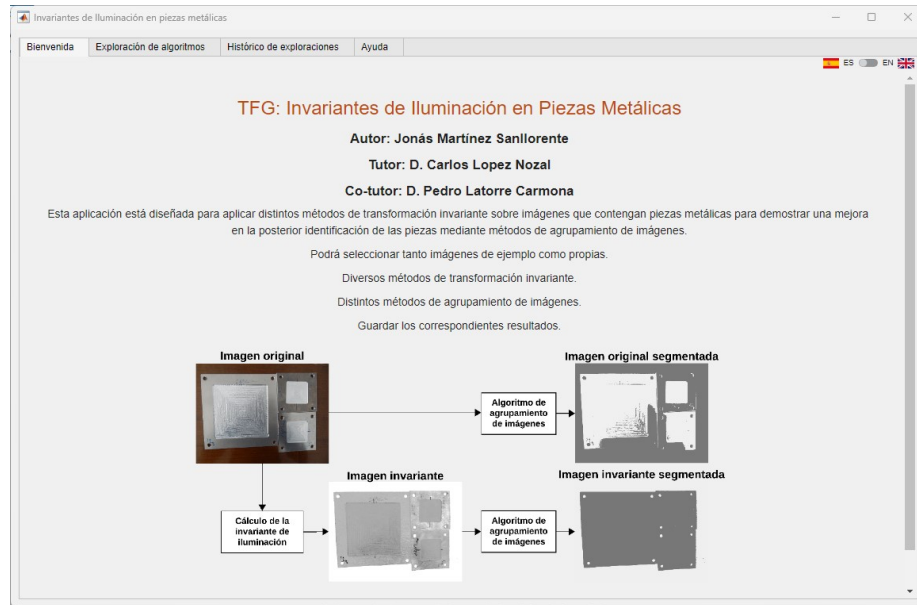 Invariantes de Iluminación en piezas metálicas
Bienvenida Exploración de algoritmos Histórico de exploraciones Ayuda
ES EN
TFG: Invariantes de Iluminación en Piezas Metálicas
Autor: Jonás Martínez Sanllorente
Tutor: D. Carlos Lopez Nozal
Co-tutor: D. Pedro Latorre Carmona
Esta aplicación está diseñada para aplicar distintos métodos de transformación invariante sobre imágenes que contengan piezas metálicas para demostrar una mejora
en la posterior identificación de las piezas mediante métodos de agrupamiento de imágenes.
Podrá seleccionar tanto imágenes de ejemplo como propias.
Diversos métodos de transformación invariante.
Distintos métodos de agrupamiento de imágenes.
Guardar los correspondientes resultados.
Imagen original
Imagen original segmentada
Algoritmo de
agrupamiento
de imágenes
Imagen invariante
Imagen invariante segmentada
Cálculo de la
invariante de
iluminación
Algoritmo de
agrupamiento
de imágenes